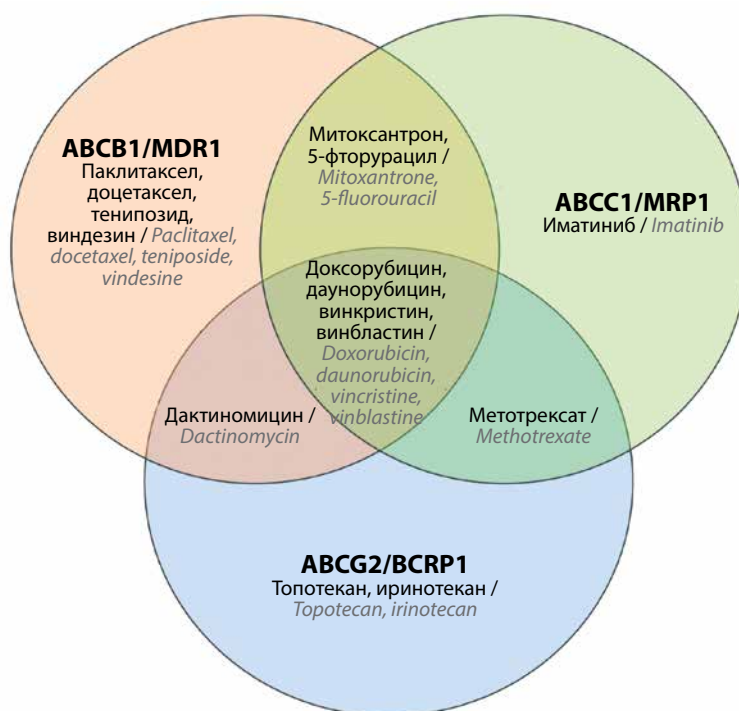 ABCB1/MDR1
Паклитаксел,
доцетаксел,
тенипозид,
виндезин / Paclitaxel,
docetaxel, teniposide,
vindesine
Митоксантрон,
5-фторурацил /
Mitoxantrone,
5-fluorouracil
ABCC1/MRP1
Иматиниб / Imatinib
Доксорубицин,
даунорубицин,
винкристин,
винбластин /
Doxorubicin,
daunorubicin,
vincristine,
vinblastine
Дактиномицин /
Dactinomycin
Метотрексат /
Methotrexate
ABCG2/BCRP1
Топотекан, иринотекан /
Topotecan, irinotecan